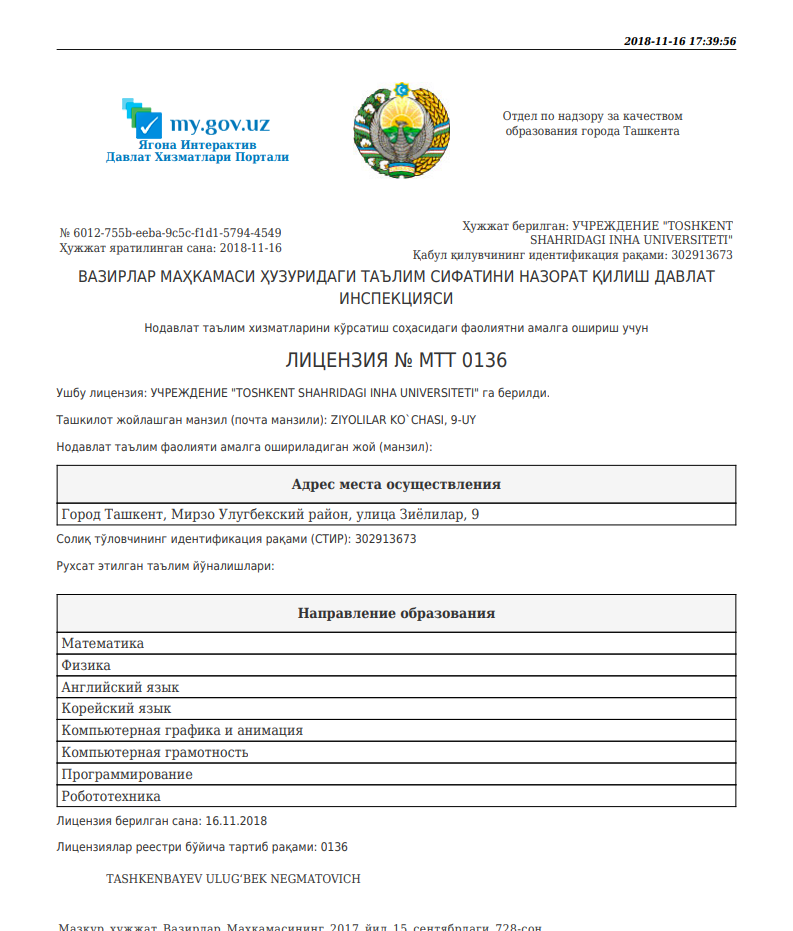 2018-11-16 17:39:56
my.gov.uz
Ягона Интерактив
Давлат Хизматлари Портали
Отдел по надзору за качеством
образования города Ташкента
№ 6012-755b-eeba-9c5c-f1d1-5794-4549
Ҳужжат яратилинган сана: 2018-11-16
Ҳужжат берилган: УЧРЕЖДЕНИЕ "TOSHKENT
SHAHRIDAGI INHA UNIVERSITETI"
Қабул қилувчининг идентификация рақами: 302913673
ВАЗИРЛАР МАҲКАМАСИ ҲУЗУРИДАГИ ТАЪЛИМ СИФАТИНИ НАЗОРАТ ҚИЛИШ ДАВЛАТ
ИНСПЕКЦИЯСИ
Нодавлат таълим хизматларини кўрсатиш соҳасидаги фаолиятни амалга ошириш учун
ЛИЦЕНЗИЯ № МТТ 0136
Ушбу лицензия: УЧРЕЖДЕНИЕ "TOSHKENT SHAHRIDAGI INHA UNIVERSITETI" га берилди.
Ташкилот жойлашган манзил (почта манзили): ZIYOLILAR KO`CHASI, 9-UY
Нодавлат таълим фаолияти амалга ошириладиган жой (манзил):
Адрес места осуществления
Город Ташкент, Мирзо Улугбекский район, улица Зиёлилар, 9
Солиқ тўловчининг идентификация рақами (СТИР): 302913673
Рухсат этилган таълим йўналишлари:
Направление образования
Математика
Физика
Английский язык
Корейский язык
Компьютерная графика и анимация
Компьютерная грамотность
Программирование
Робототехника
Лицензия берилган сана: 16.11.2018
Лицензиялар реестри бўйича тартиб рақами: 0136
TASHKENBAYEV ULUG‘BEK NEGMATOVICH
Мазкур ҳужжат Вазирлар Маҳкамасининг 2017 йил 15 сентябрдаги 728-сон